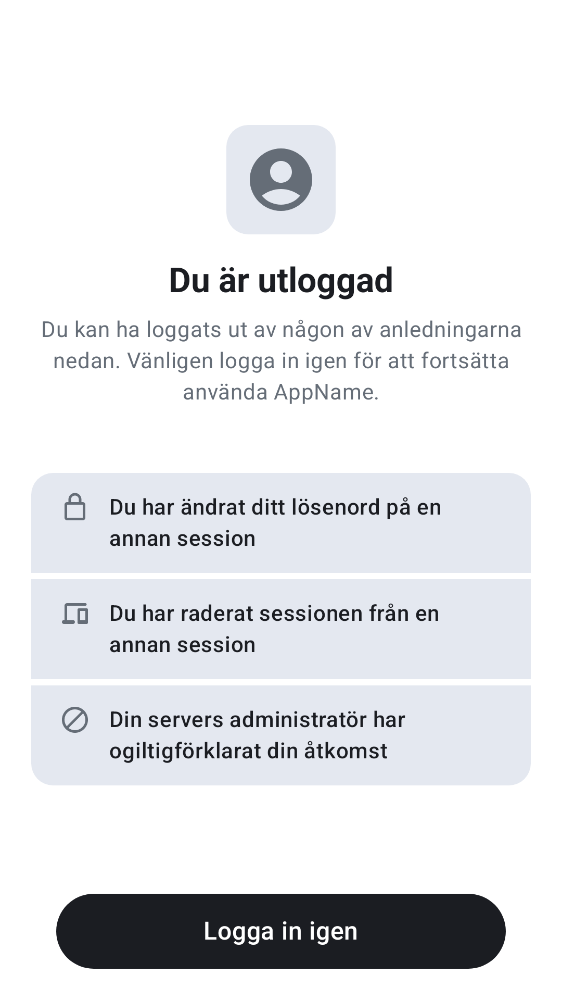 Du är utloggad
Du kan ha loggats ut av någon av anledningarna
nedan. Vänligen logga in igen för att fortsätta
använda AppName.
Du har ändrat ditt lösenord på en
annan session
Du har raderat sessionen från en
annan session
Din servers administratör har
ogiltigförklarat din åtkomst
Logga in igen